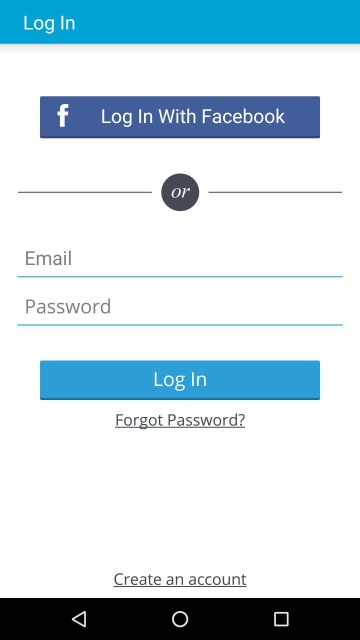 Log In
f Log In With Facebook
or
Email
Password
Log In
Forgot Password?
Create an account